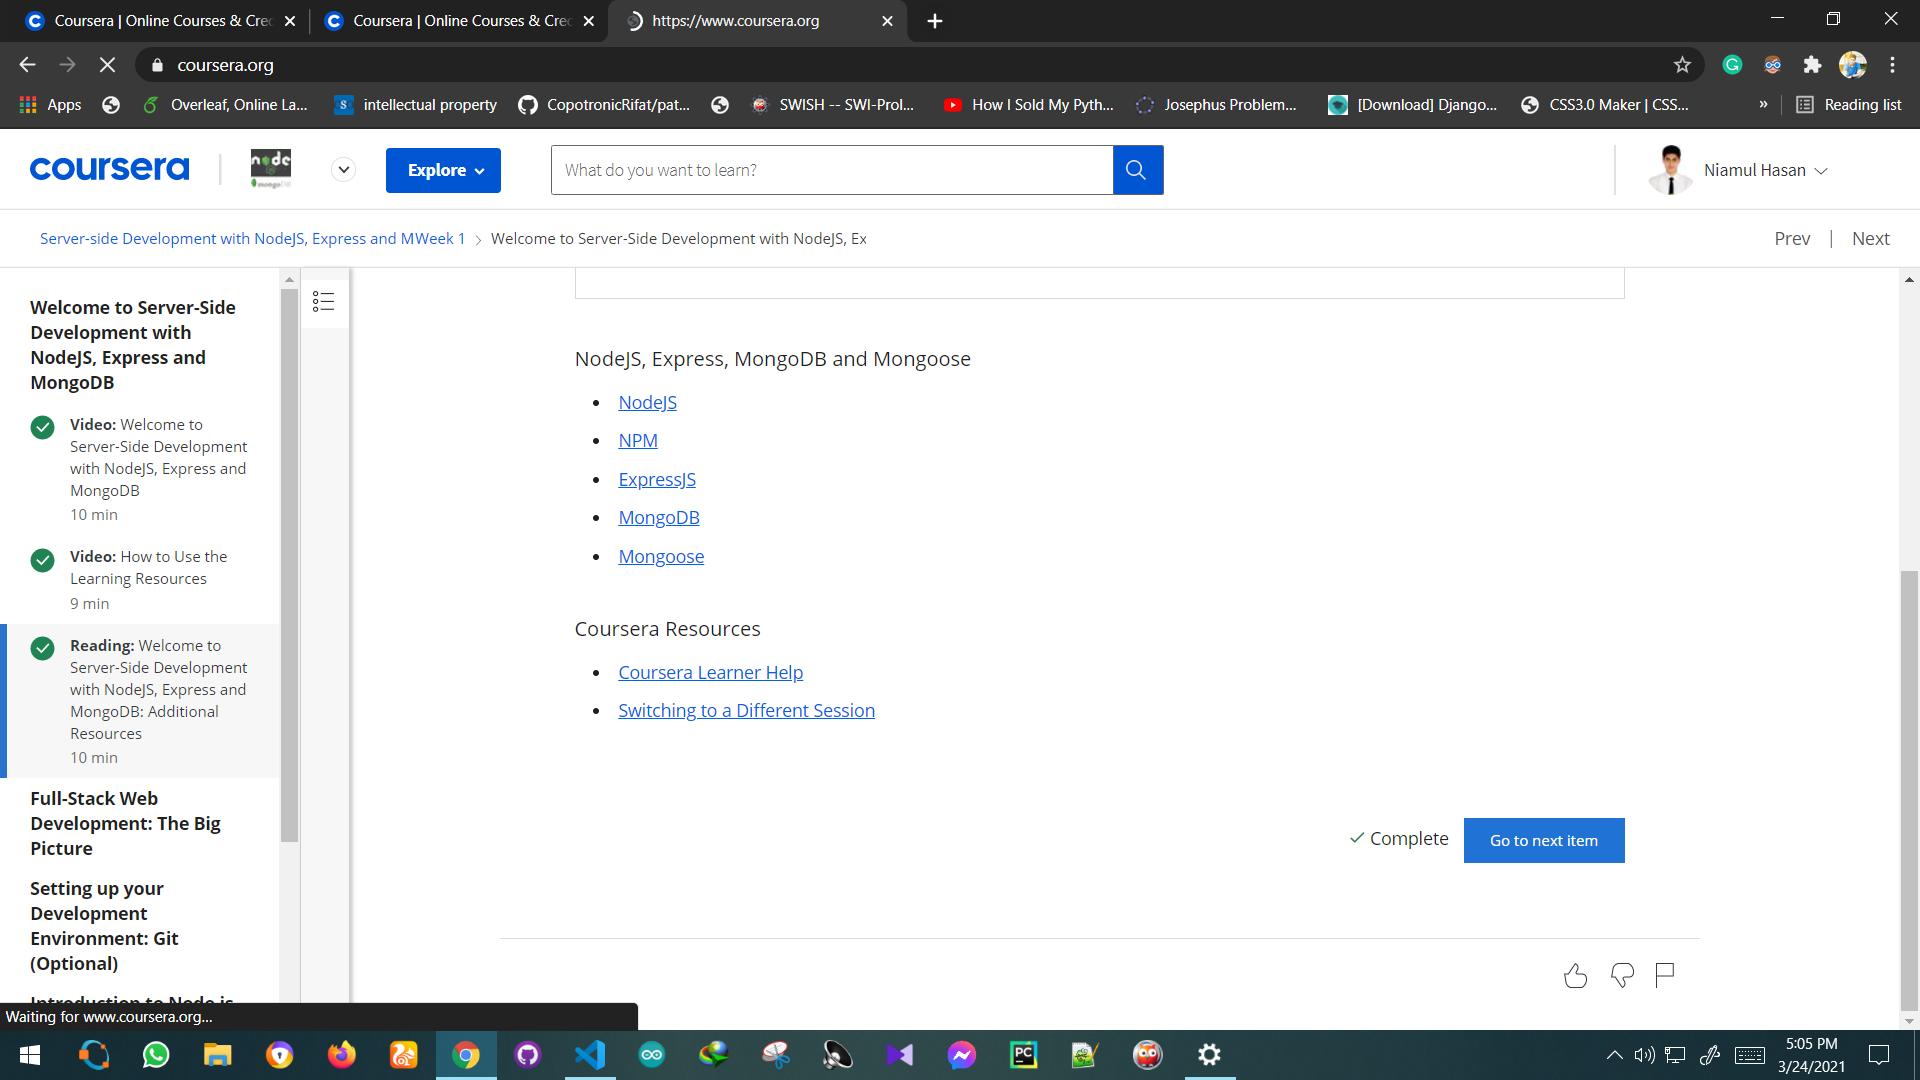 Coursera | Online Courses & Cre
Coursera | Online Courses & Cre
https://www.coursera.org
coursera.org
Apps
Overleaf, Online La...
intellectual property
CopotronicRifat/pat...
SWISH -- SWI-Prol...
How I Sold My Pyth...
Josephus Problem...
[Download] Django...
CSS3.0 Maker | CSS...
»
Reading list
coursera
node
mongoDB
Explore
What do you want to learn?
Niamul Hasan
Server-side Development with NodeJS, Express and MWeek 1
Welcome to Server-Side Development with NodeJS, Ex
Prev
Next
Welcome to Server-Side
Development with
NodeJS, Express and
MongoDB
Video: Welcome to
Server-Side Development
with NodeJS, Express and
MongoDB
10 min
Video: How to Use the
Learning Resources
9 min
Reading: Welcome to
Server-Side Development
with NodeJS, Express and
MongoDB: Additional
Resources
10 min
Full-Stack Web
Development: The Big
Picture
Setting up your
Development
Environment: Git
(Optional)
Introduction to Node.js
NodeJS, Express, MongoDB and Mongoose
• NodeJS
• NPM
• ExpressJS
• MongoDB
• Mongoose
Coursera Resources
• Coursera Learner Help
• Switching to a Different Session
Complete
Go to next item
Waiting for www.coursera.org...
PC
5:05 PM
3/24/2021